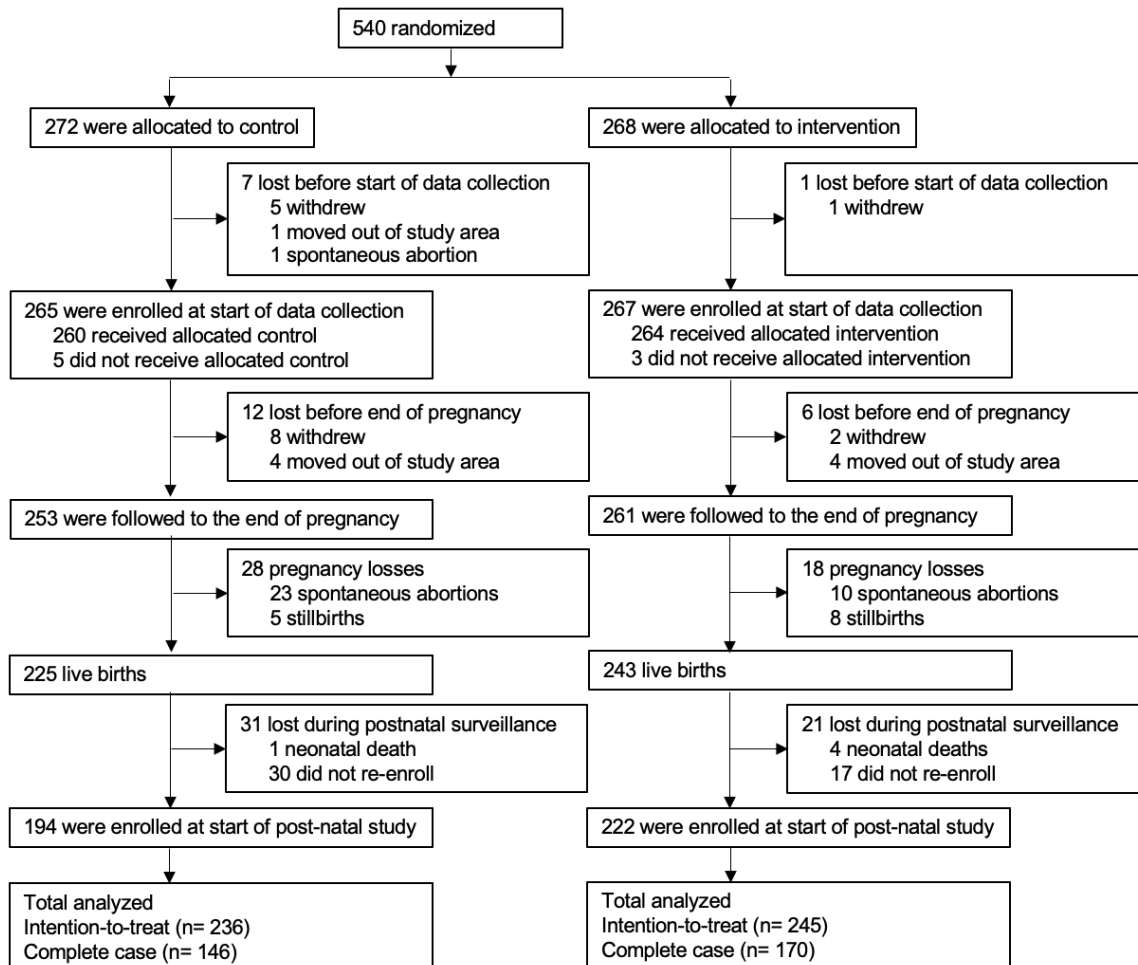 540 randomized
272 were allocated to control
268 were allocated to intervention
7 lost before start of data collection
5 withdrew
1 moved out of study area
1 spontaneous abortion
1 lost before start of data collection
1 withdrew
265 were enrolled at start of data collection
260 received allocated control
5 did not receive allocated control
267 were enrolled at start of data collection
264 received allocated intervention
3 did not receive allocated intervention
12 lost before end of pregnancy
8 withdrew
4 moved out of study area
6 lost before end of pregnancy
2 withdrew
4 moved out of study area
253 were followed to the end of pregnancy
261 were followed to the end of pregnancy
28 pregnancy losses
23 spontaneous abortions
5 stillbirths
18 pregnancy losses
10 spontaneous abortions
8 stillbirths
225 live births
243 live births
31 lost during postnatal surveillance
1 neonatal death
30 did not re-enroll
21 lost during postnatal surveillance
4 neonatal deaths
17 did not re-enroll
194 were enrolled at start of post-natal study
222 were enrolled at start of post-natal study
Total analyzed
Intention-to-treat (n= 236)
Complete case (n= 146)
Total analyzed
Intention-to-treat (n= 245)
Complete case (n= 170)